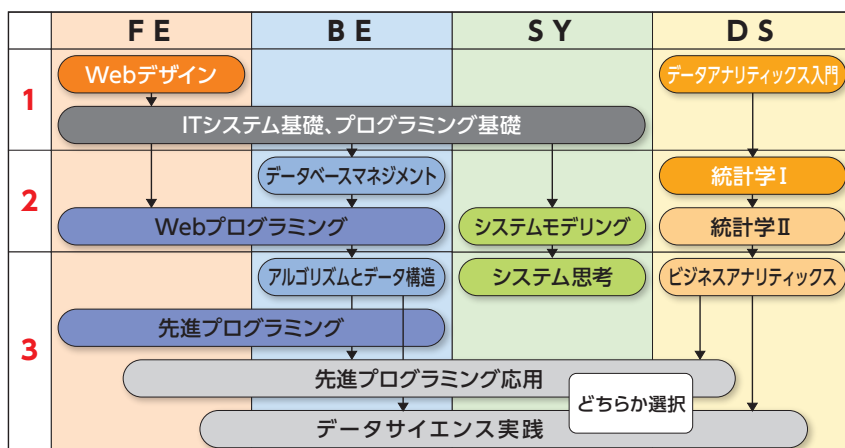 FE BE SY DS
1
Webデザイン
データアナリティックス入門
ITシステム基礎、プログラミング基礎
2
データベースマネジメント
統計学Ⅰ
Webプログラミング
システムモデリング
統計学Ⅱ
3
アルゴリズムとデータ構造
システム思考
ビジネスアナリティックス
先進プログラミング
先進プログラミング応用
どちらか選択
データサイエンス実践